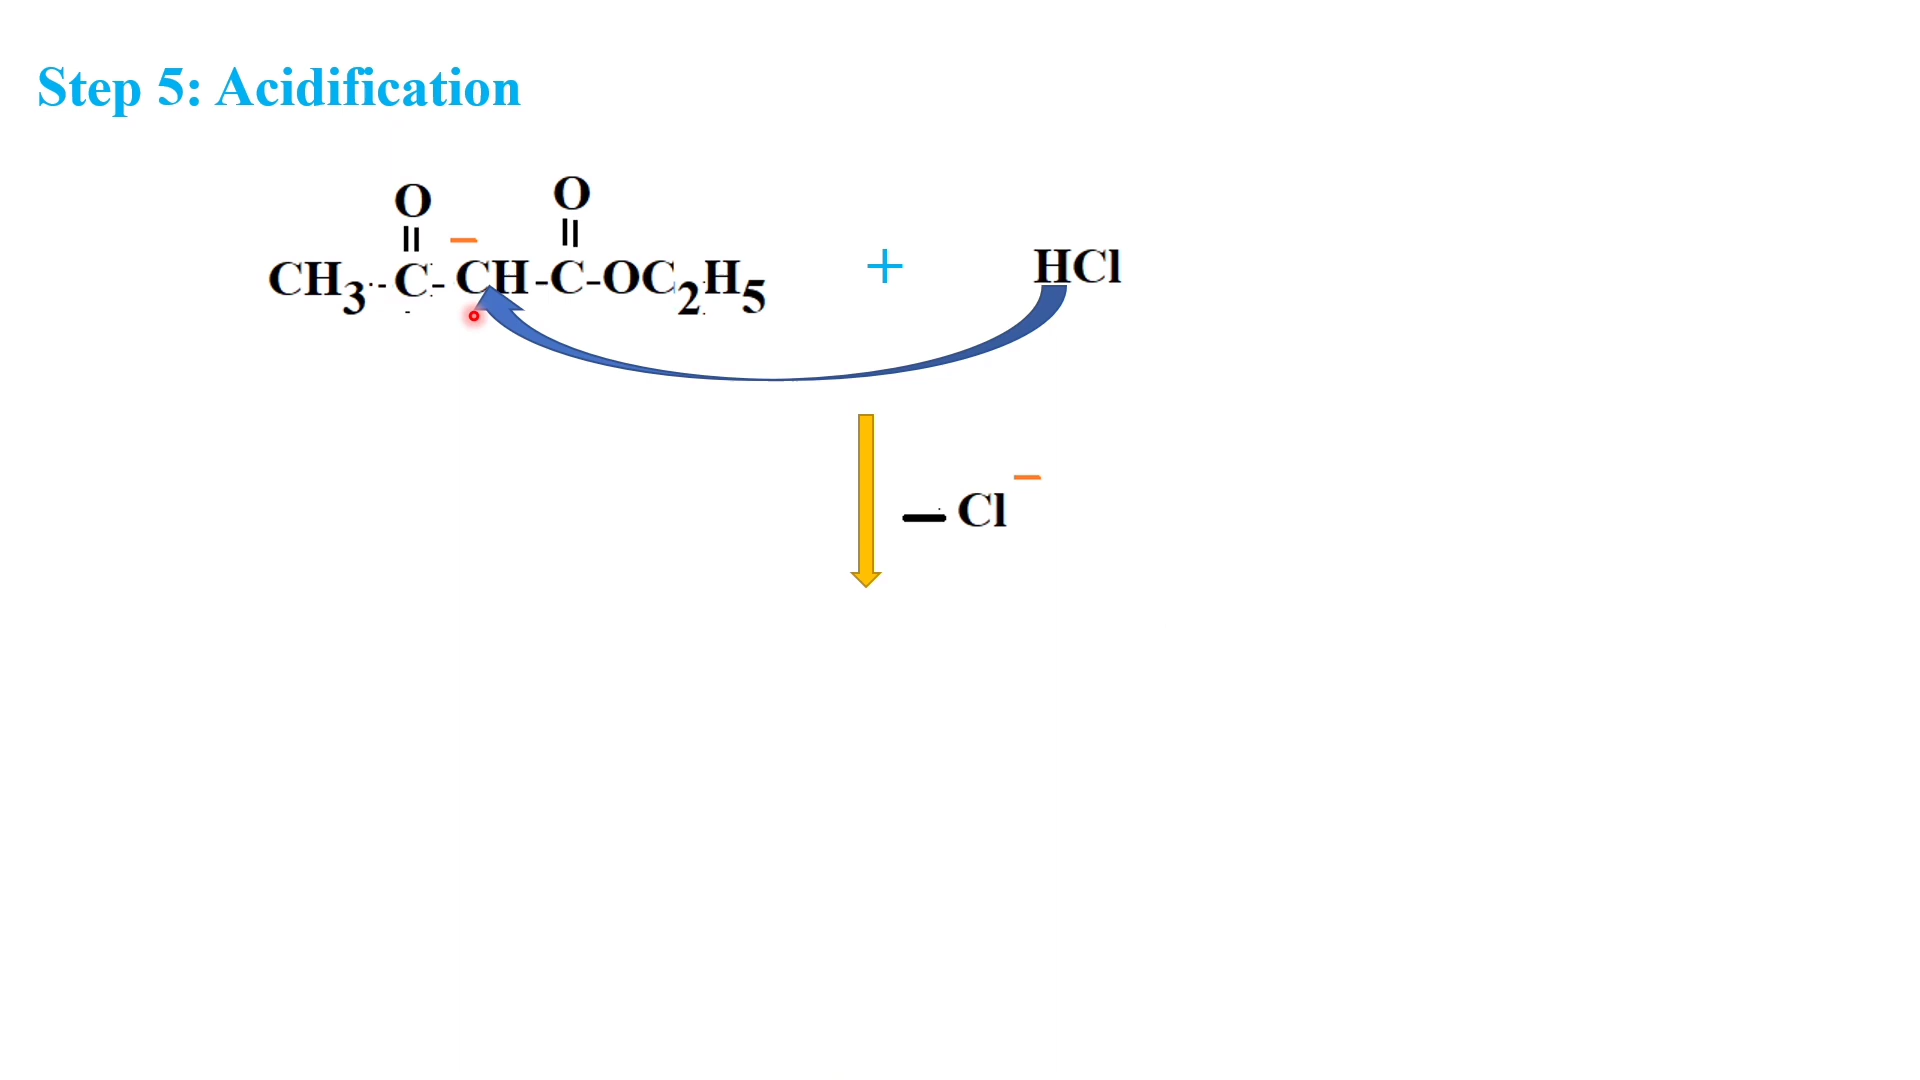 Step 5: Acidification
O O
|| – ||
CH3-C-CH-C-OC2H5 + HCl
– Cl –